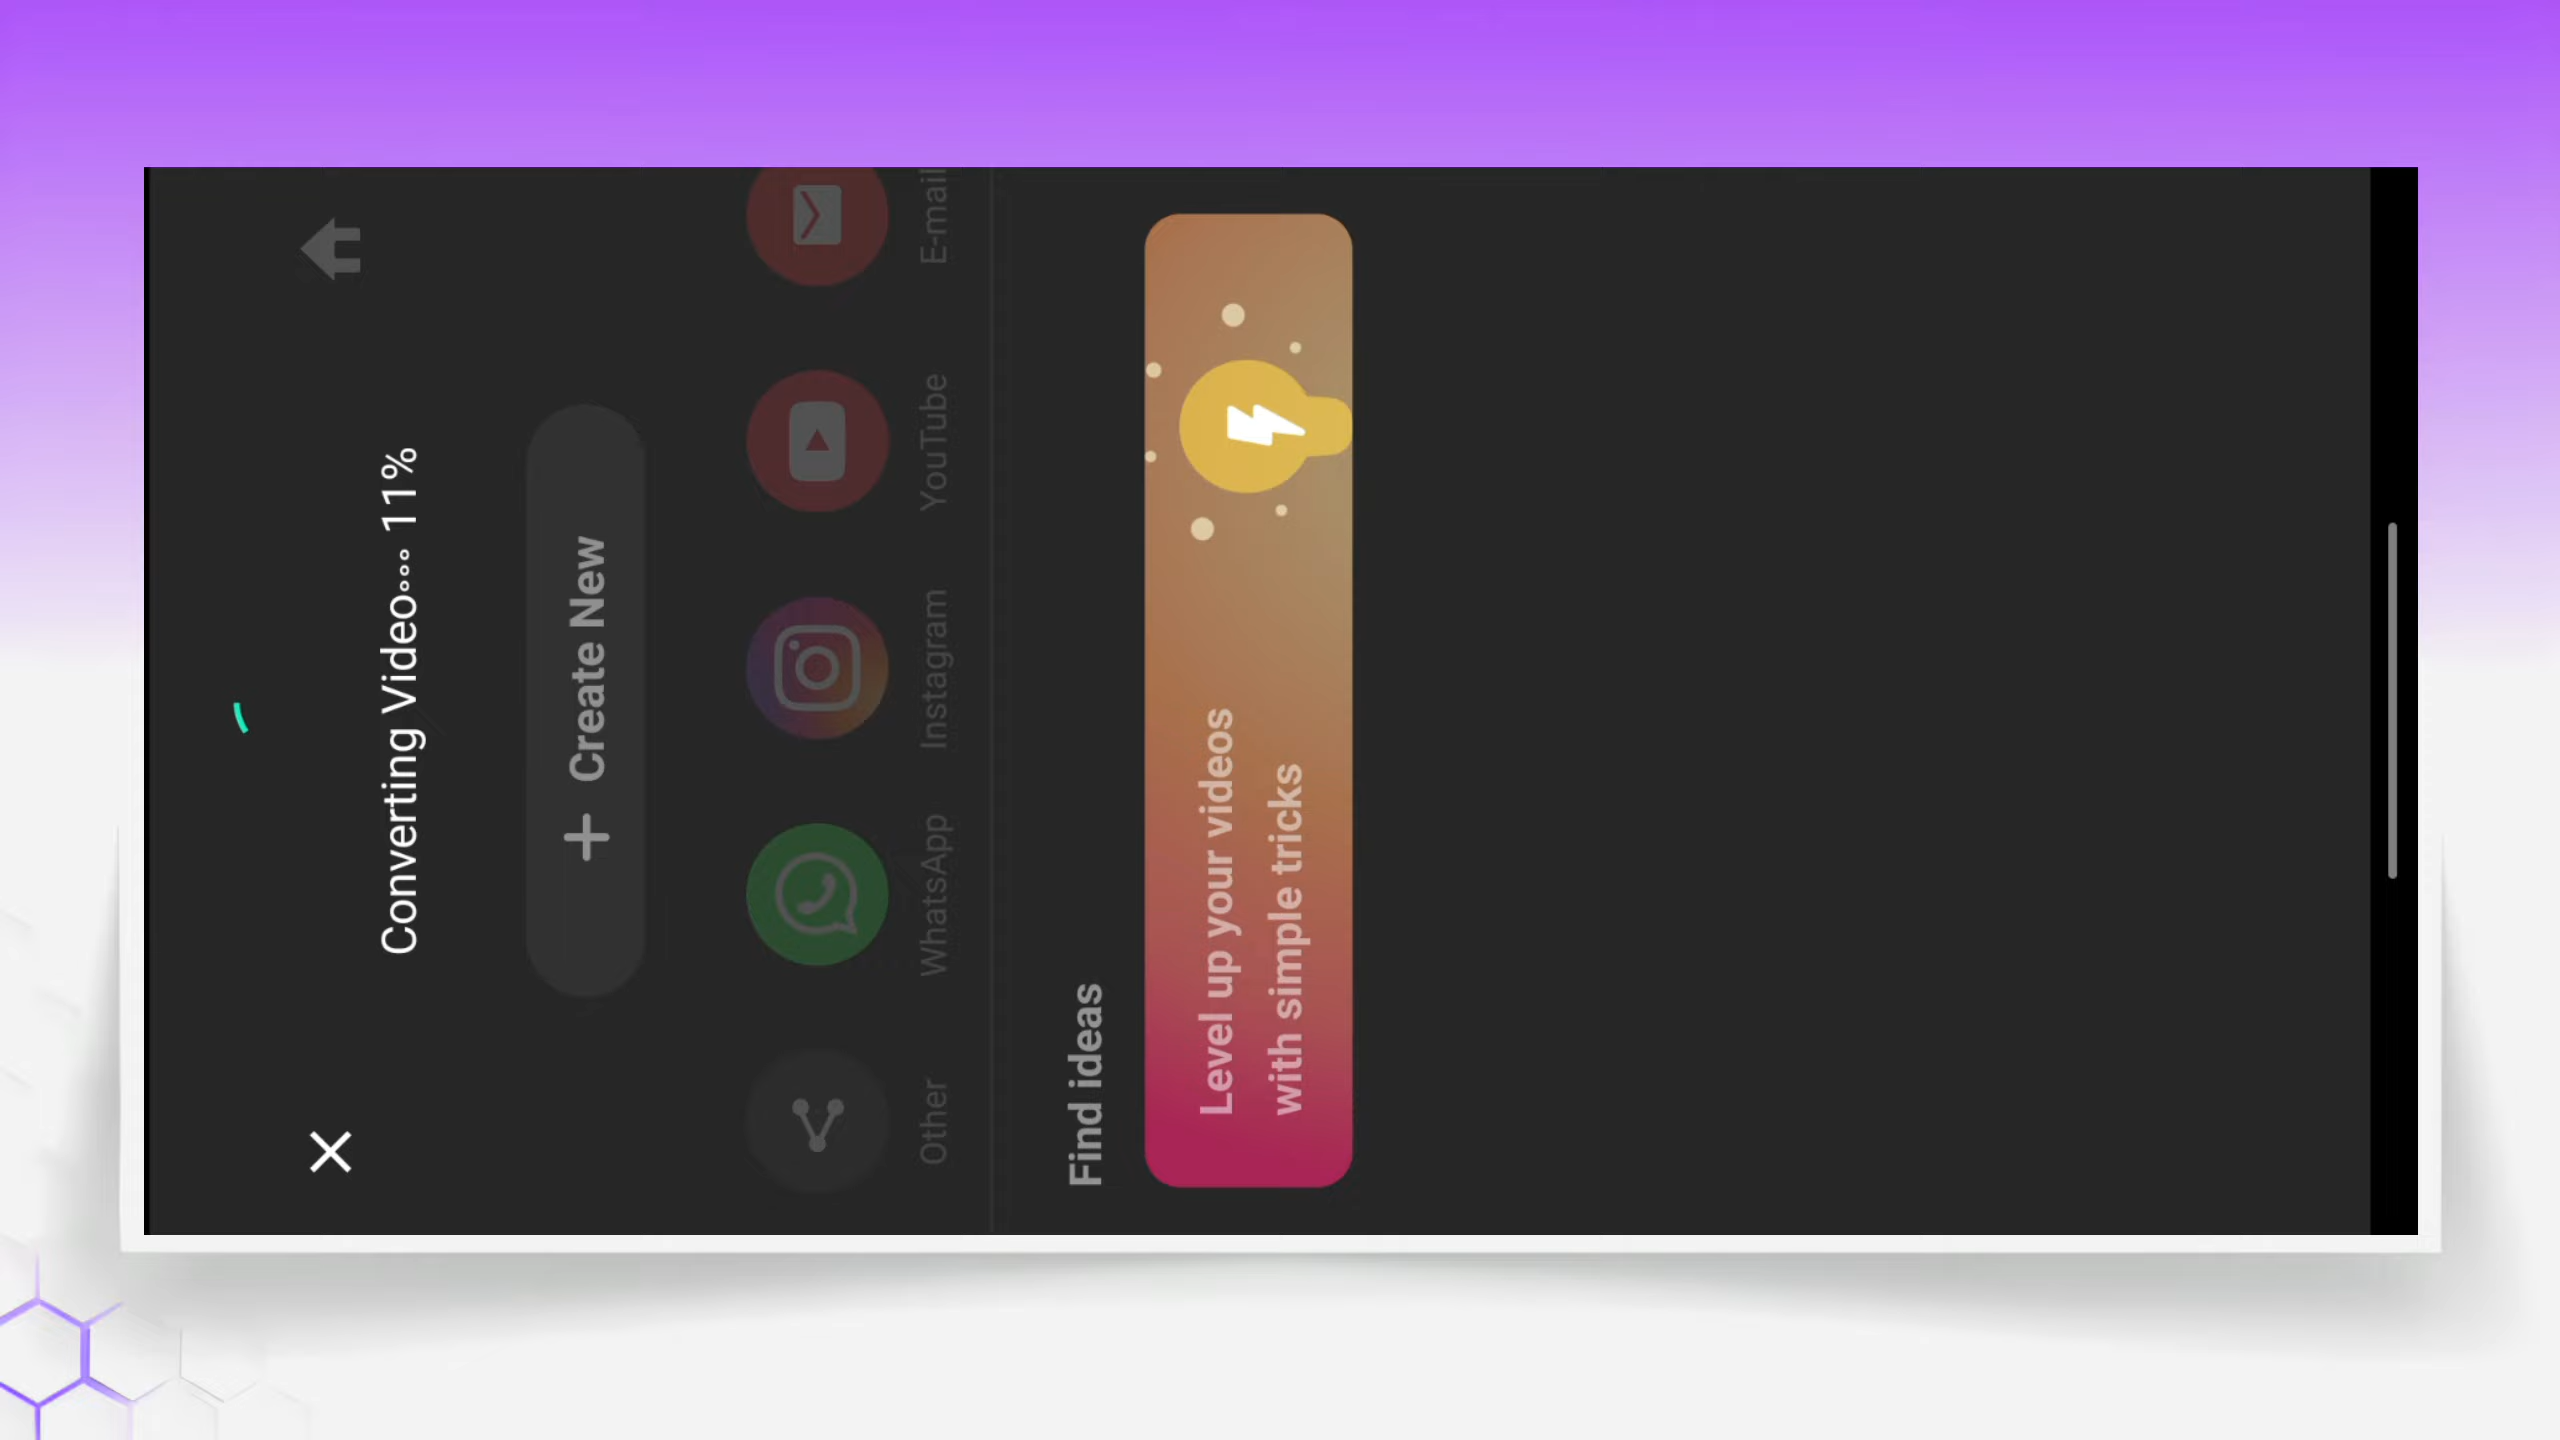 Converting Video... 11%
+ Create New
Other
WhatsApp
Instagram
YouTube
E-mail
Find ideas
Level up your videos
with simple tricks